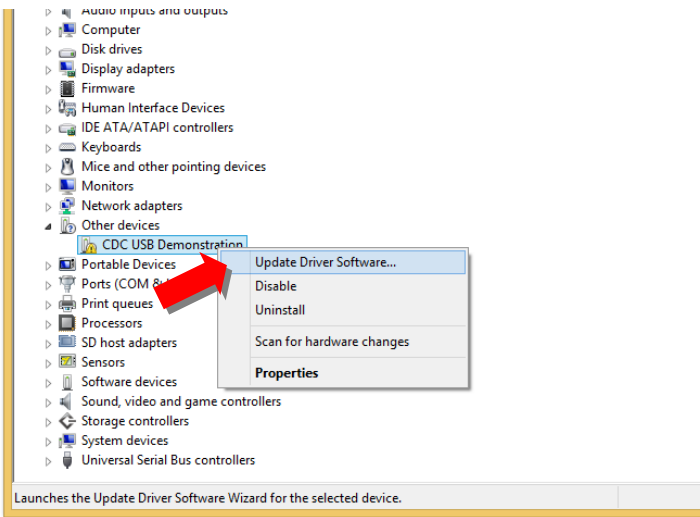 Audio inputs and outputs
Computer
Disk drives
Display adapters
Firmware
Human Interface Devices
IDE ATA/ATAPI controllers
Keyboards
Mice and other pointing devices
Monitors
Network adapters
Other devices
CDC USB Demonstration
Portable Devices
Ports (COM &
Print queues
Processors
SD host adapters
Sensors
Software devices
Sound, video and game controllers
Storage controllers
System devices
Universal Serial Bus controllers
Update Driver Software...
Disable
Uninstall
Scan for hardware changes
Properties
Launches the Update Driver Software Wizard for the selected device.